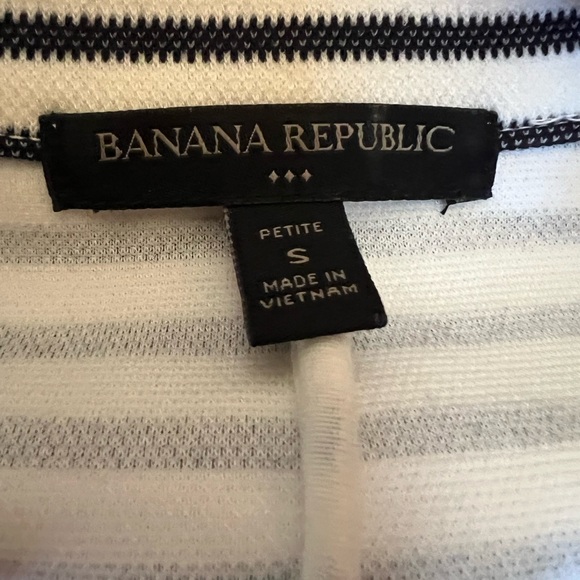 BANANA REPUBLIC
PETITE
S
MADE IN
VIETNAM